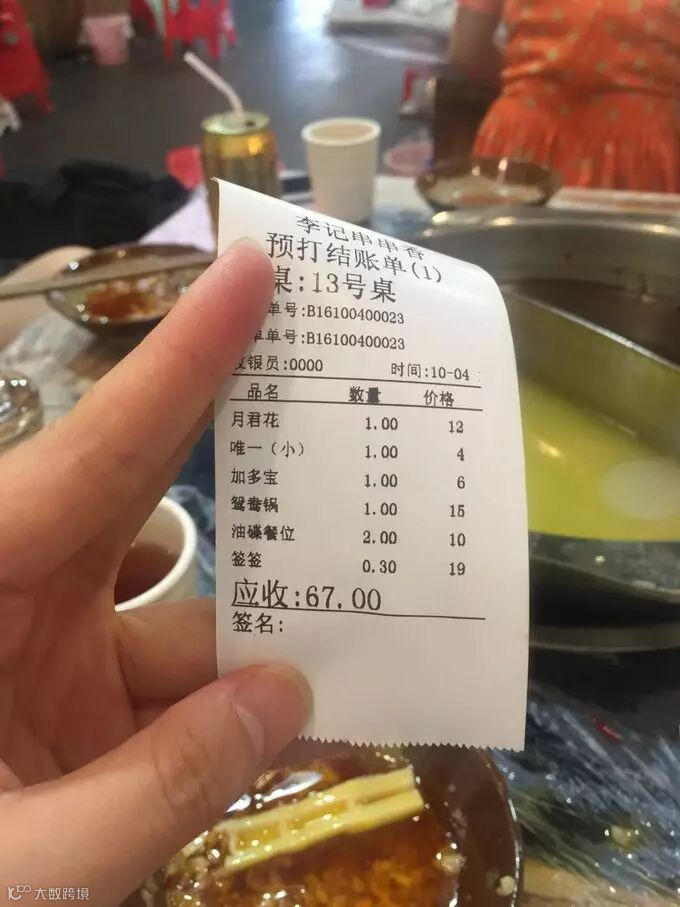 李记串串香
预打结账单(1)
桌:13号桌
单号:B16100400023
单单号:B16100400023
收银员:0000 时间:10-04
品名 数量 价格
月君花 1.00 12
唯一(小) 1.00 4
加多宝 1.00 6
鸳鸯锅 1.00 15
油碟餐位 2.00 10
签签 0.30 19
应收:67.00
签名:
大数跨境